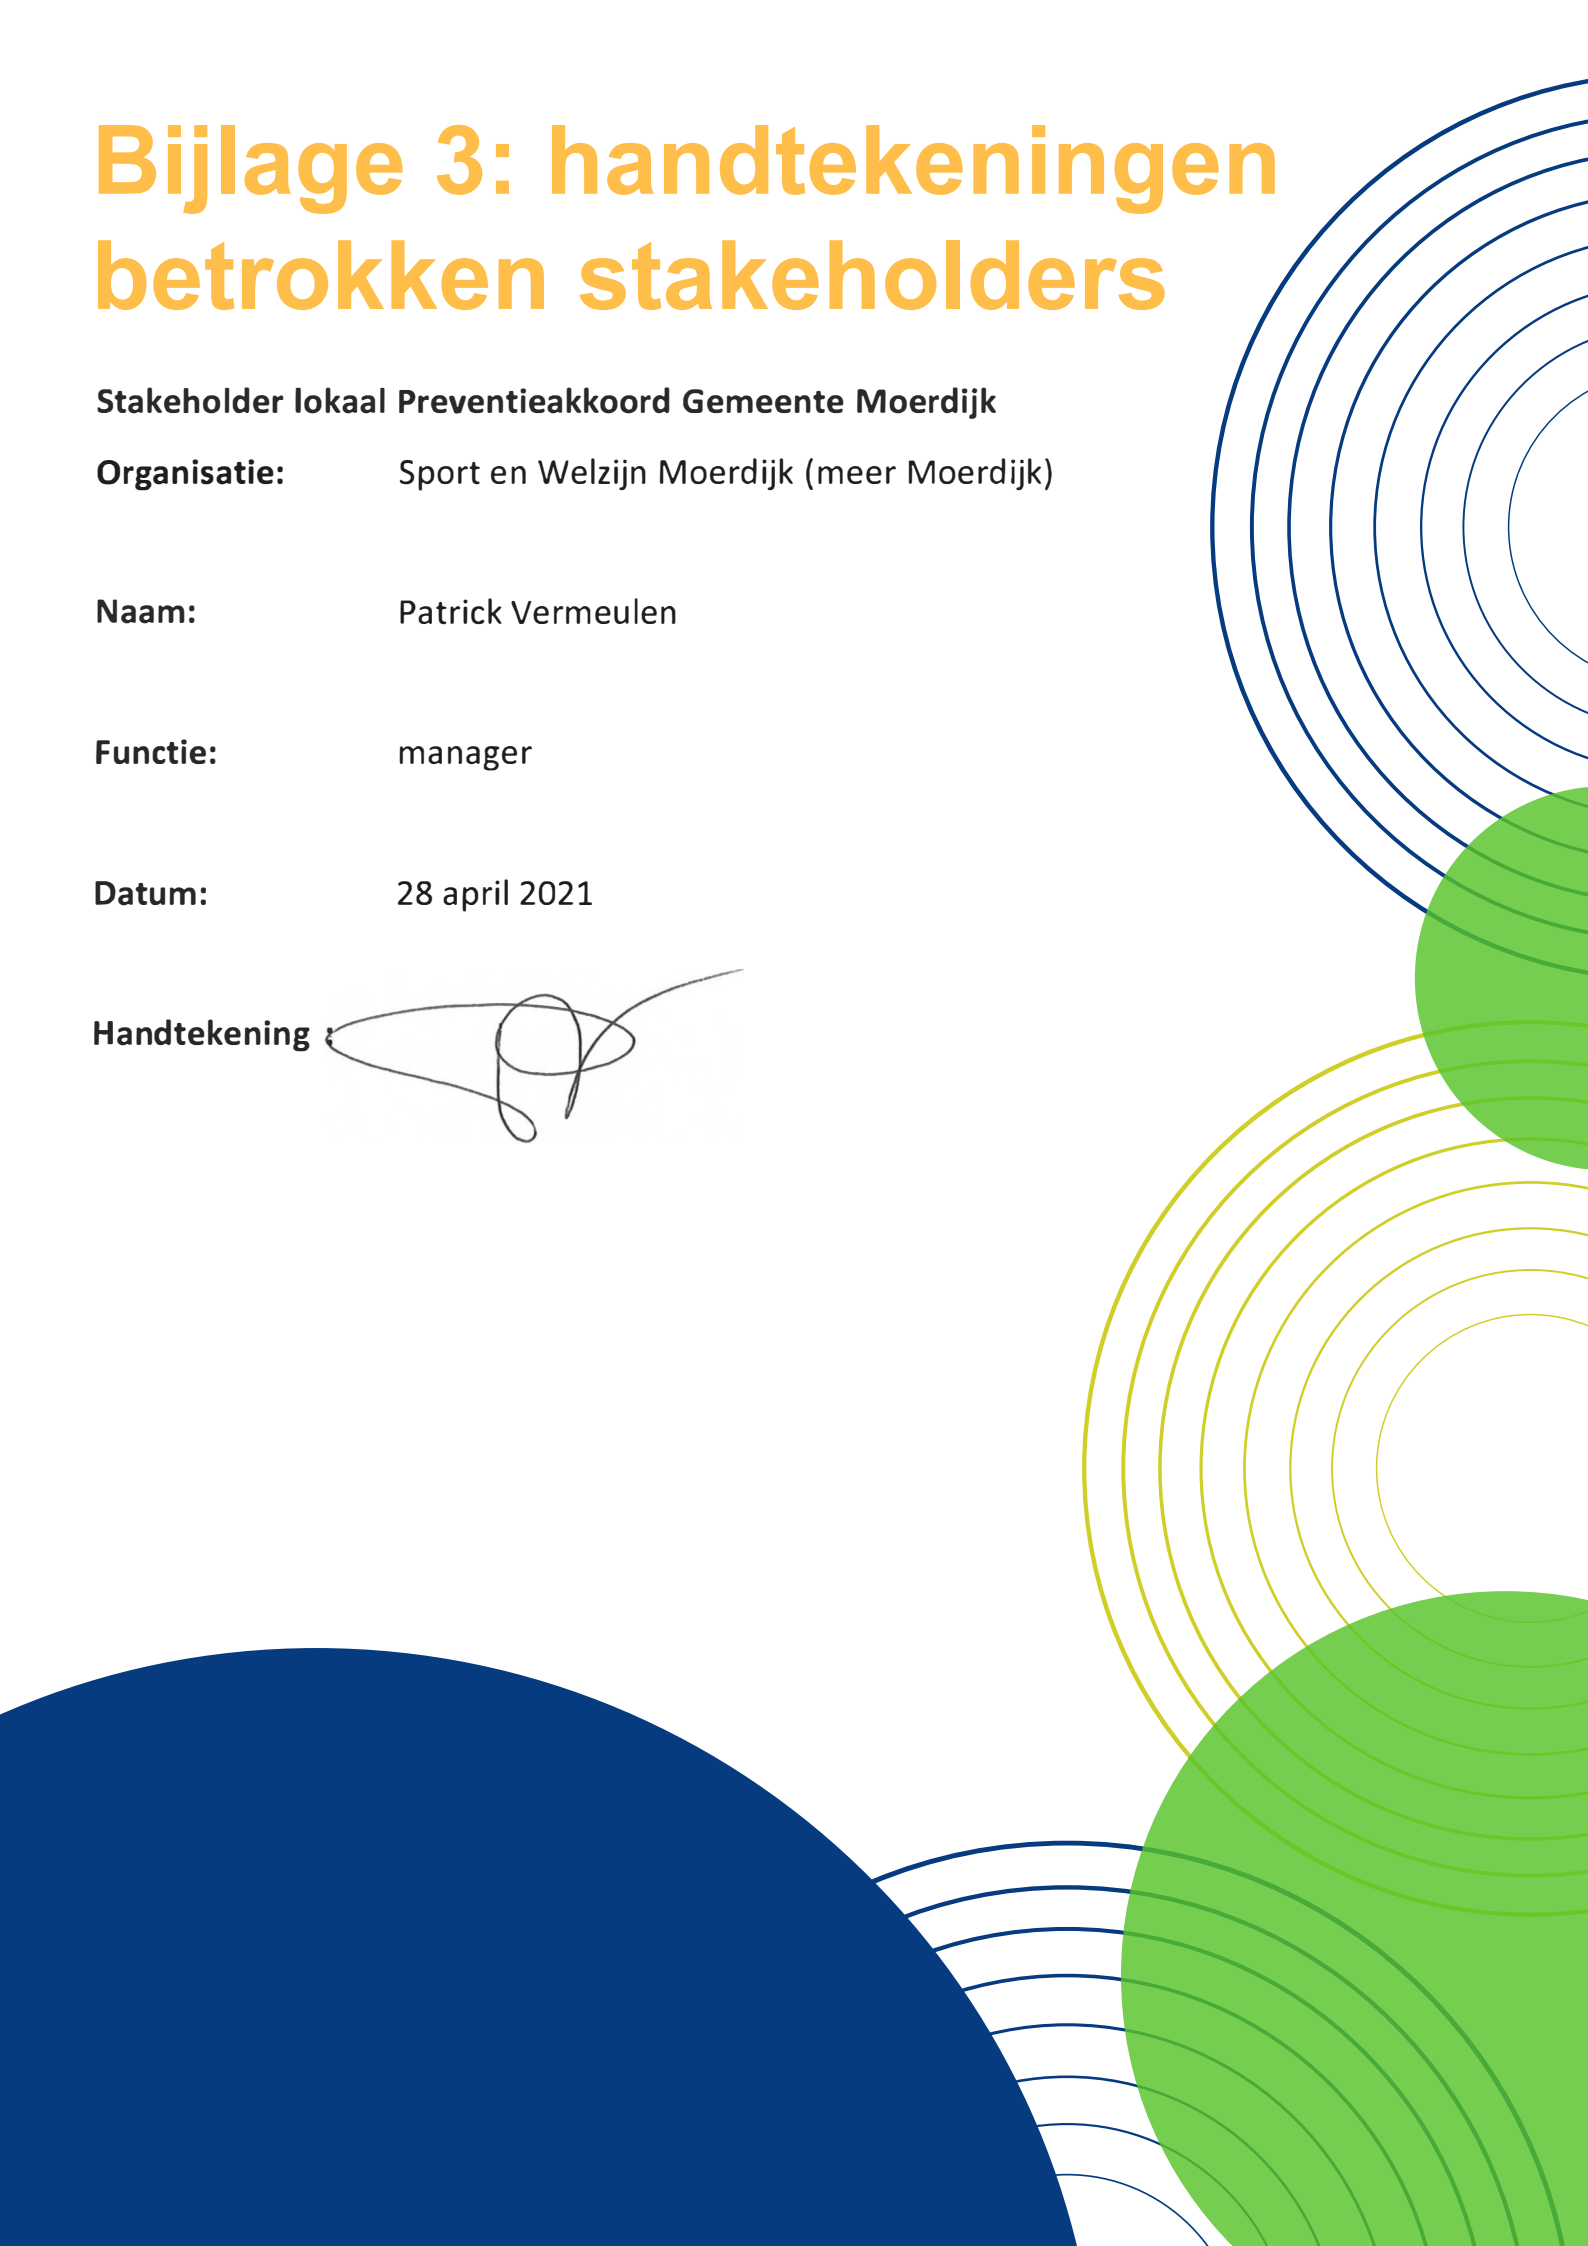 Bijlage 3: handtekeningen
betrokken stakeholders
Stakeholder lokaal Preventieakkoord Gemeente Moerdijk
Organisatie: Sport en Welzijn Moerdijk (meer Moerdijk)
Naam: Patrick Vermeulen
Functie: manager
Datum: 28 april 2021
Handtekening :